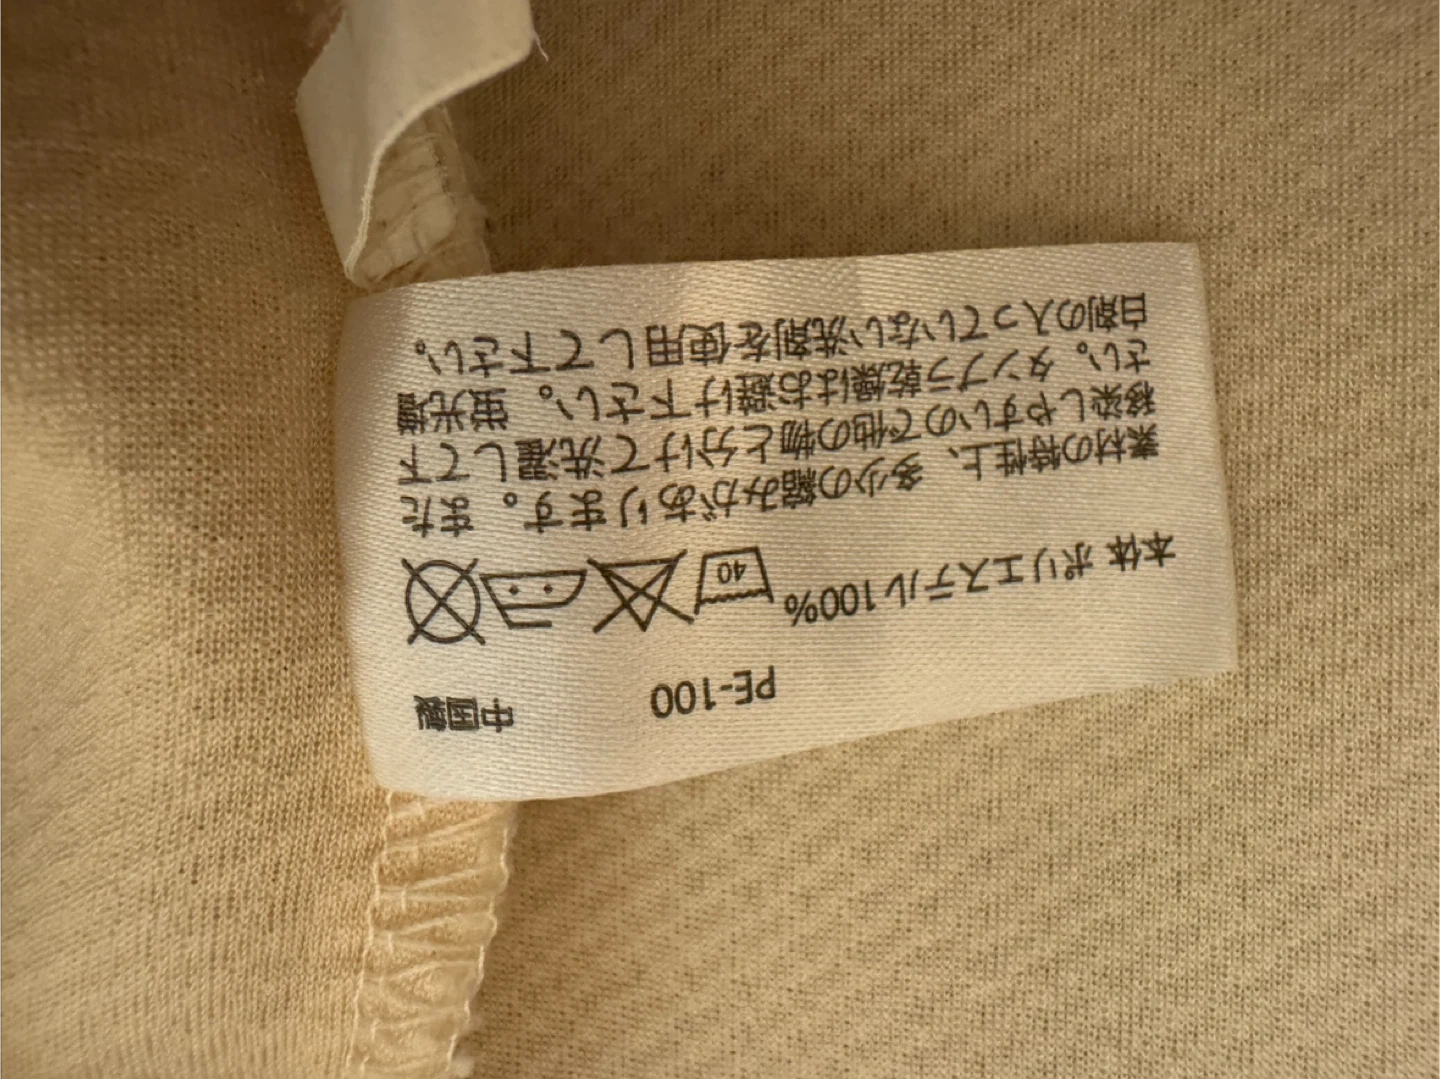 PE-100 中国製
本体 ポリエステル100% 40
素材の特性上、多少の縮みがあります。また
移染しやすいので他の物と分けて洗濯して下
さい。タンブラ乾燥はお避け下さい。蛍光増
白剤の入っていない洗剤を使用して下さい。